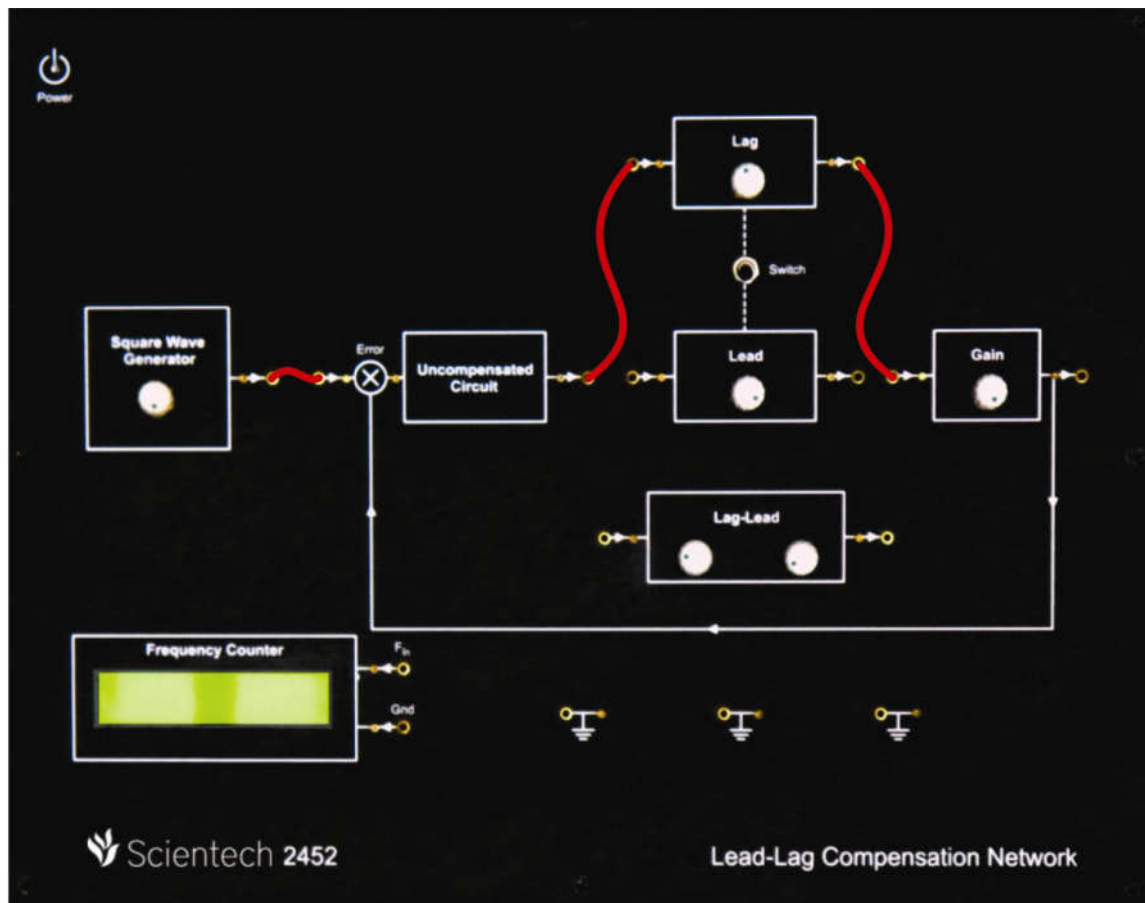 Power
Lag
Switch
Square Wave
Generator
Error
Uncompensated
Circuit
Lead
Gain
Lag-Lead
Frequency Counter
Fin
Gnd
Scientech 2452
Lead-Lag Compensation Network